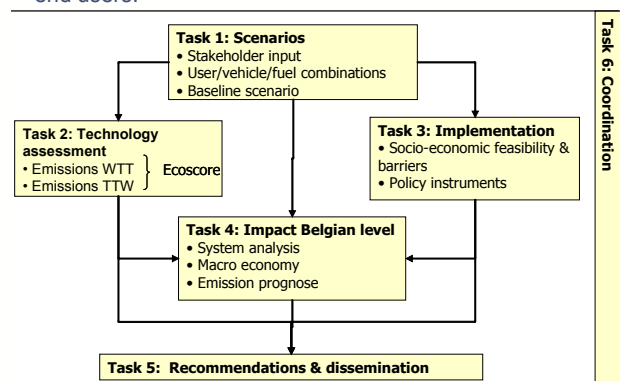 end users.
Task 1: Scenarios
• Stakeholder input
• User/vehicle/fuel combinations
• Baseline scenario
Task 2: Technology
assessment
• Emissions WTT
• Emissions TTW
Ecoscore
Task 3: Implementation
• Socio-economic feasibility &
barriers
• Policy instruments
Task 4: Impact Belgian level
• System analysis
• Macro economy
• Emission prognose
Task 5: Recommendations & dissemination
Task 6: Coordination